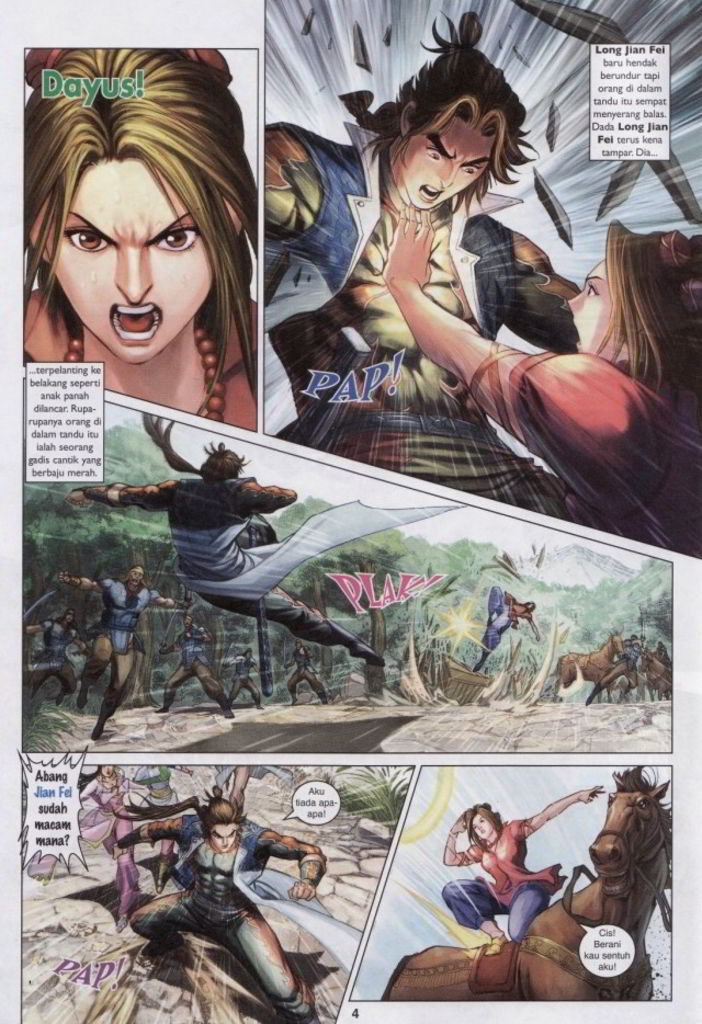 Dayus!
Long Jian Fei
baru hendak
berundur tapi
orang di dalam
tandu itu sempat
menyerang balas.
Dada Long Jian
Fei terus kena
tampar. Dia...
PAP!
...terpelanting ke
belakang seperti
anak panah
dilancar. Rupa-
rupanya orang di
dalam tandu itu
ialah seorang
gadis cantik yang
berbaju merah.
PLAK
Abang
Jian Fei
sudah
macam
mana?
Aku
tiada apa-
apa!
PAP!
Cis!
Berani
kau sentuh
aku!
4